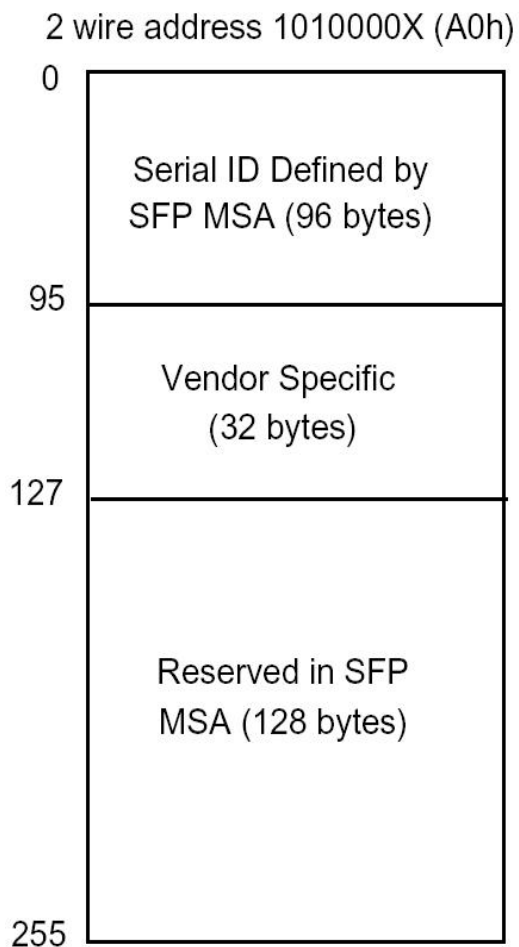 2 wire address 1010000X (A0h)
0
Serial ID Defined by
SFP MSA (96 bytes)
95
Vendor Specific
(32 bytes)
127
Reserved in SFP
MSA (128 bytes)
255